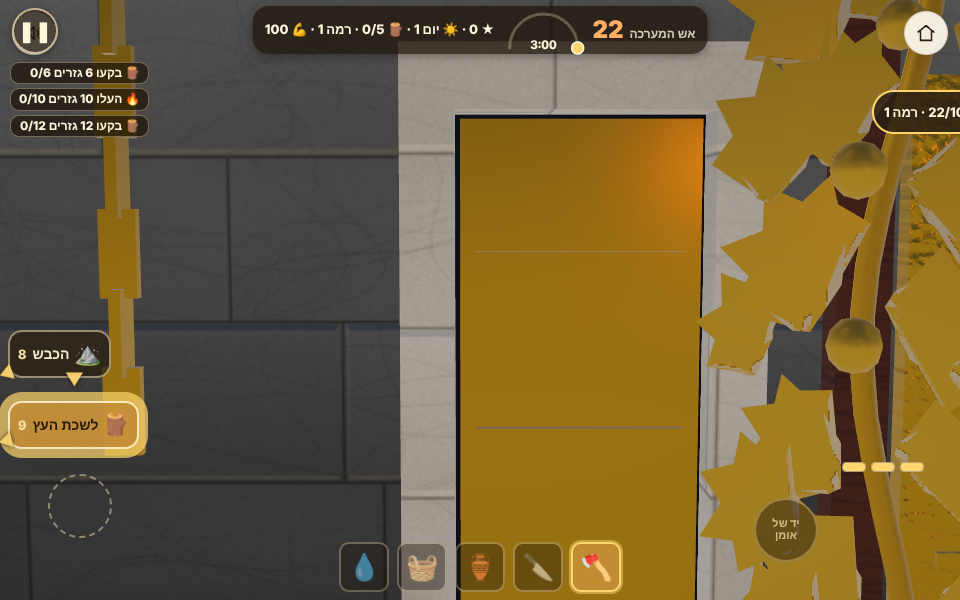 אש המערכה 22
3:00
★ 0 · ☀️ יום 1 · 🪵 0/5 · רמה 1 · 💪 100
🪵 בקעו 6 גזרים 0/6
🔥 העלו 10 גזרים 0/10
🪵 בקעו 12 גזרים 0/12
22/10 · רמה 1
הכבש 8
לשכת העץ 9
יד של
אומן